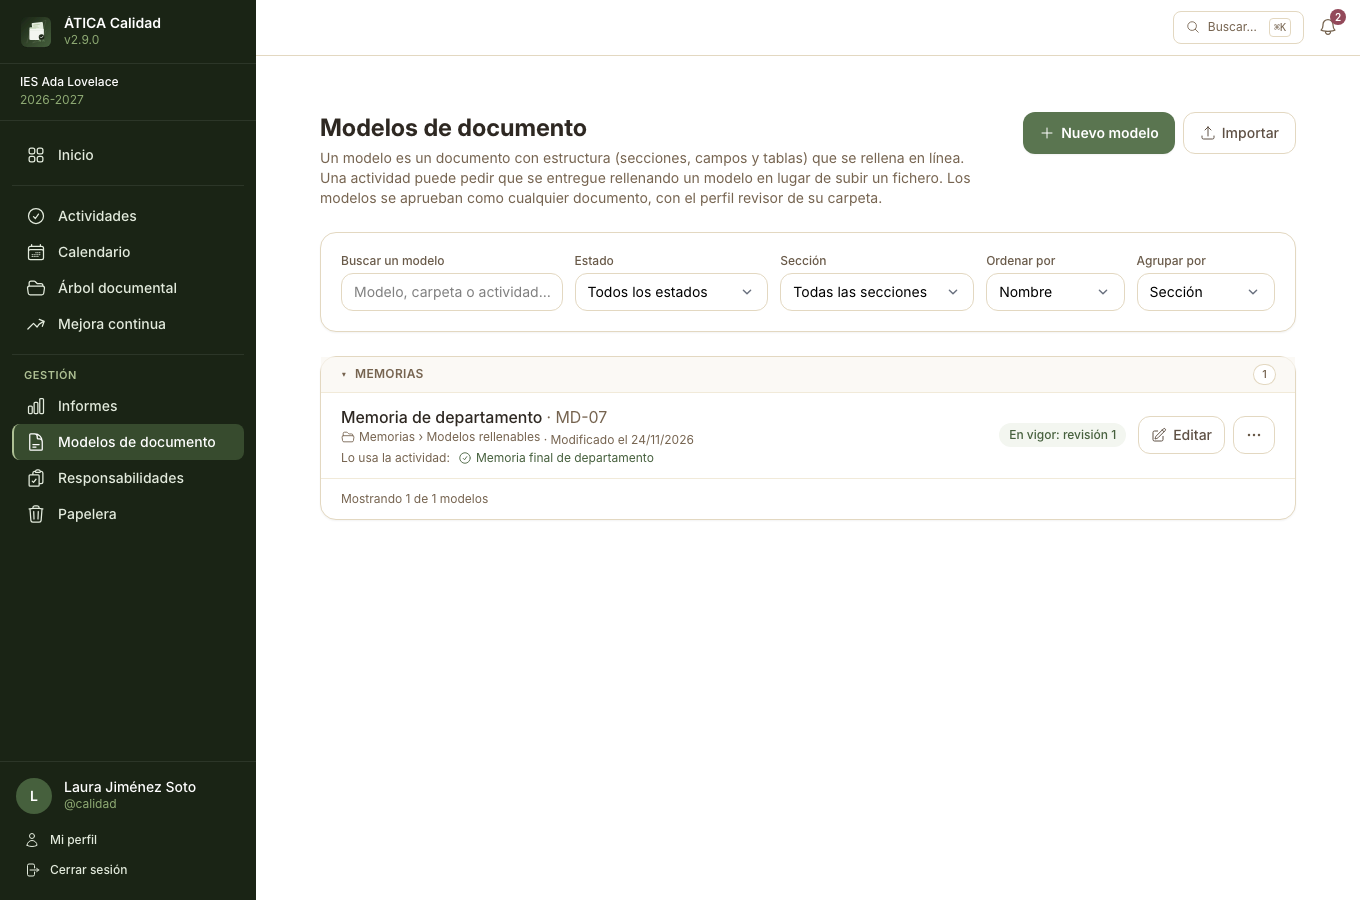 ÁTICA Calidad
v2.9.0
IES Ada Lovelace
2026-2027
Inicio
Actividades
Calendario
Árbol documental
Mejora continua
GESTIÓN
Informes
Modelos de documento
Responsabilidades
Papelera
L
Laura Jiménez Soto
@calidad
Mi perfil
Cerrar sesión
Buscar... ⌘K
2
Modelos de documento
Un modelo es un documento con estructura (secciones, campos y tablas) que se rellena en línea.
Una actividad puede pedir que se entregue rellenando un modelo en lugar de subir un fichero. Los
modelos se aprueban como cualquier documento, con el perfil revisor de su carpeta.
Nuevo modelo
Importar
Buscar un modelo
Modelo, carpeta o actividad...
Estado
Todos los estados
Sección
Todas las secciones
Ordenar por
Nombre
Agrupar por
Sección
MEMORIAS
1
Memoria de departamento · MD-07
Memorias › Modelos rellenables · Modificado el 24/11/2026
Lo usa la actividad: Memoria final de departamento
En vigor: revisión 1
Editar
...
Mostrando 1 de 1 modelos